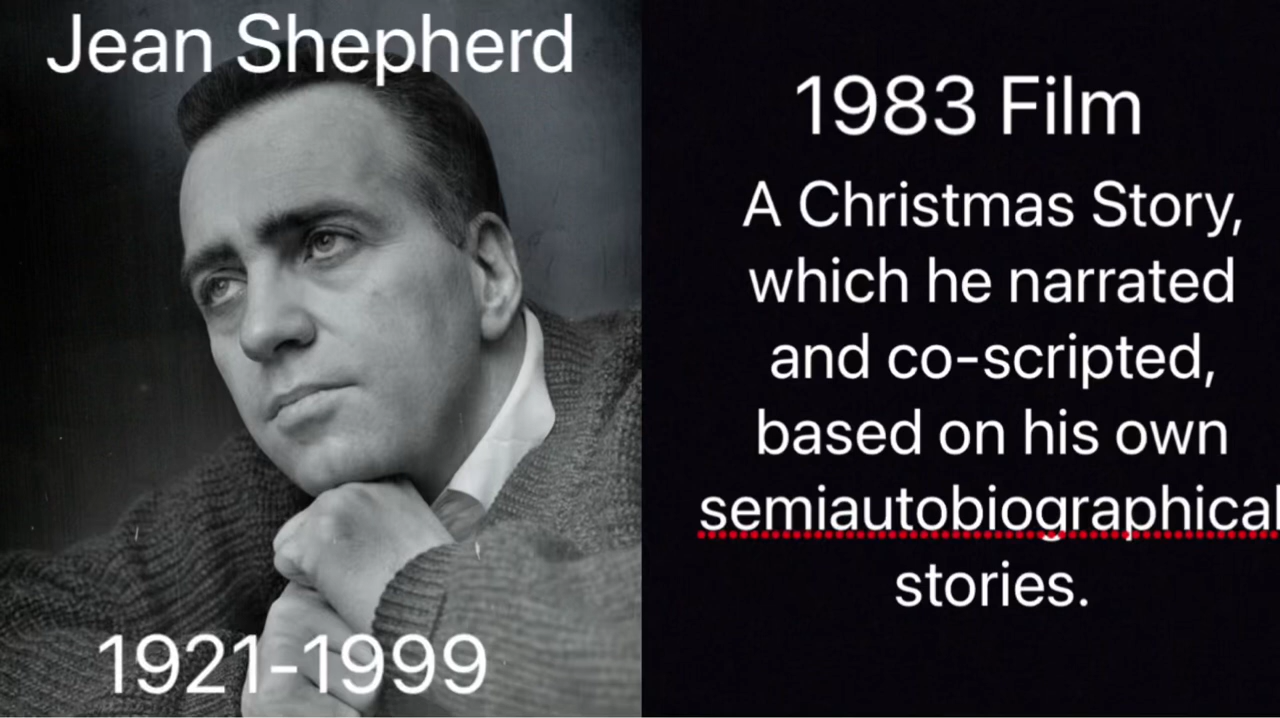 Jean Shepherd
1921-1999
1983 Film
A Christmas Story,
which he narrated
and co-scripted,
based on his own
semiautobiographical
stories.